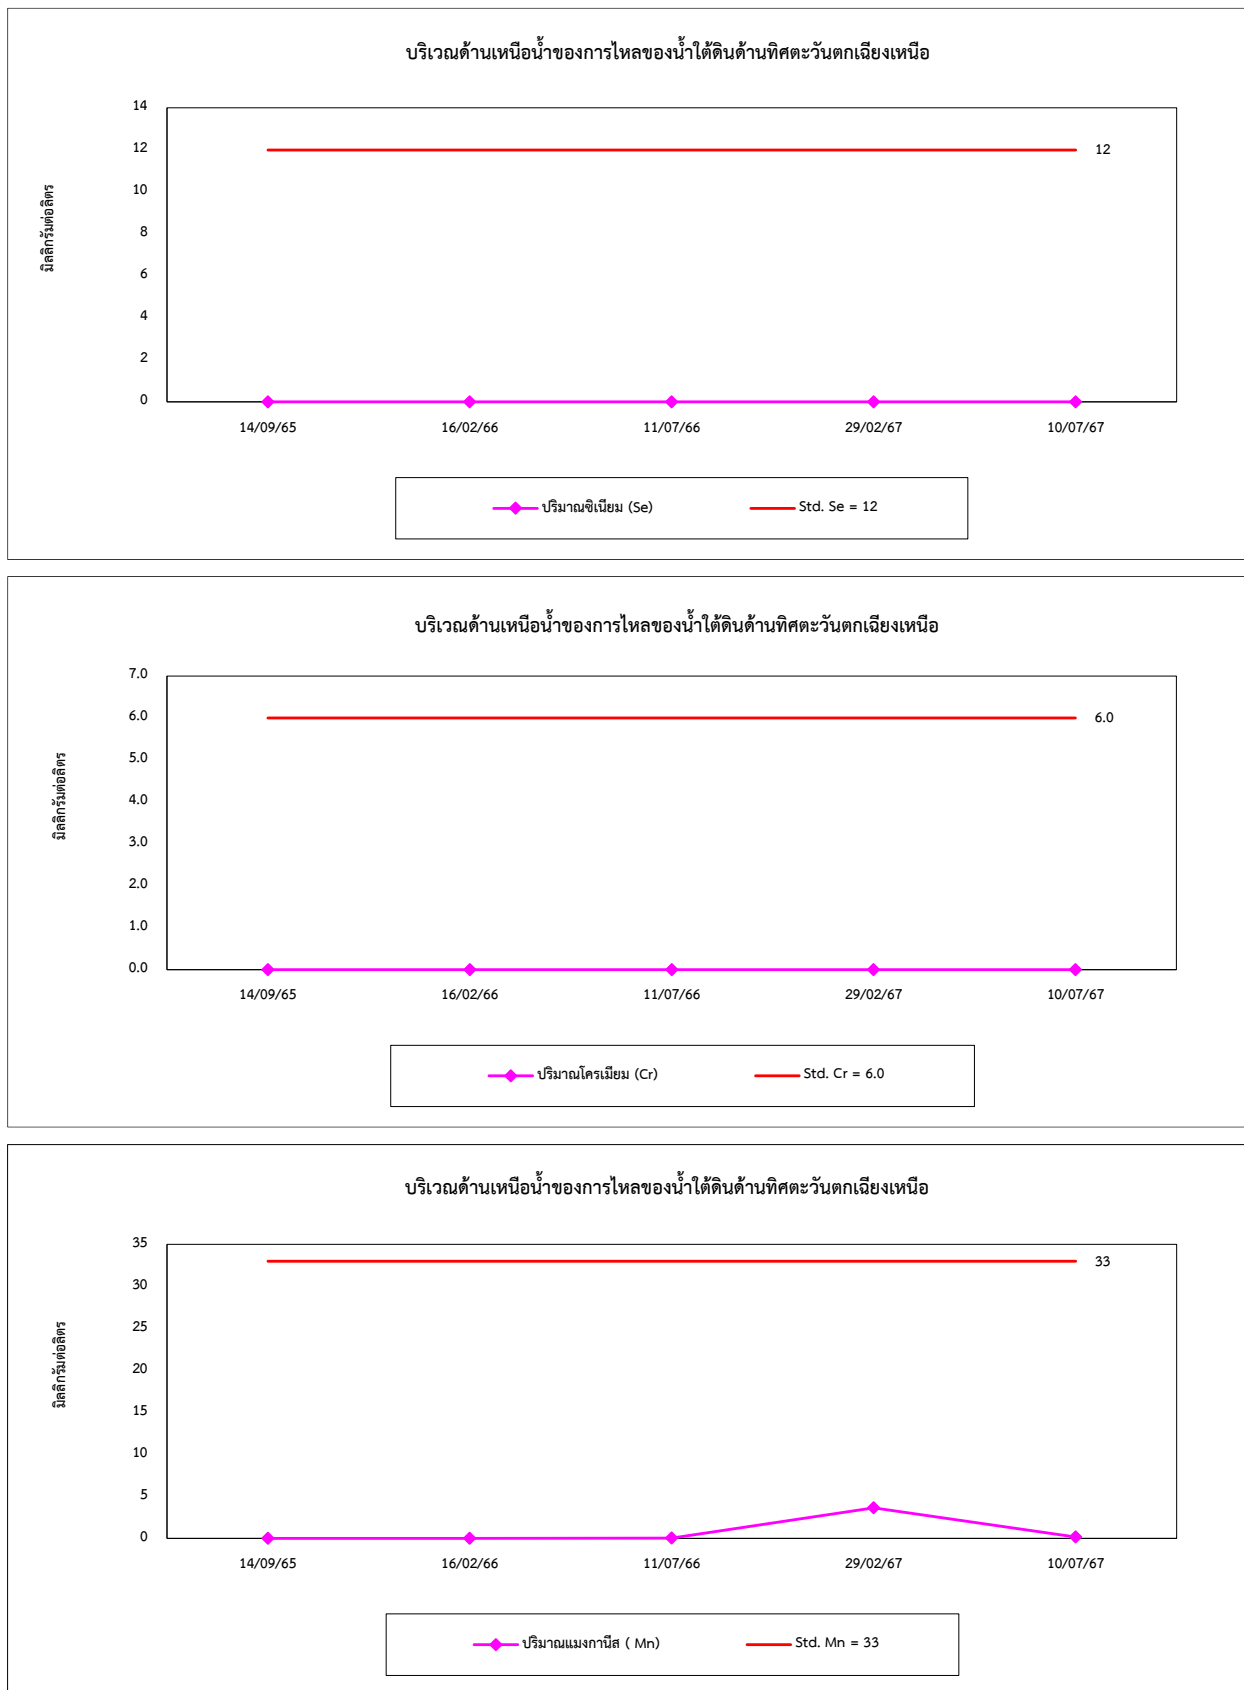 บริเวณด้านเหนือน้ำของการไหลของน้ำใต้ดินด้านทิศตะวันตกเฉียงเหนือ
มิลลิกรัมต่อลิตร
14
12
10
8
6
4
2
0
12
14/09/65 16/02/66 11/07/66 29/02/67 10/07/67
ปริมาณซิเนียม (Se) Std. Se = 12
บริเวณด้านเหนือน้ำของการไหลของน้ำใต้ดินด้านทิศตะวันตกเฉียงเหนือ
มิลลิกรัมต่อลิตร
7.0
6.0
5.0
4.0
3.0
2.0
1.0
0.0
6.0
14/09/65 16/02/66 11/07/66 29/02/67 10/07/67
ปริมาณโครเมียม (Cr) Std. Cr = 6.0
บริเวณด้านเหนือน้ำของการไหลของน้ำใต้ดินด้านทิศตะวันตกเฉียงเหนือ
มิลลิกรัมต่อลิตร
35
30
25
20
15
10
5
0
33
14/09/65 16/02/66 11/07/66 29/02/67 10/07/67
ปริมาณแมงกานีส ( Mn) Std. Mn = 33